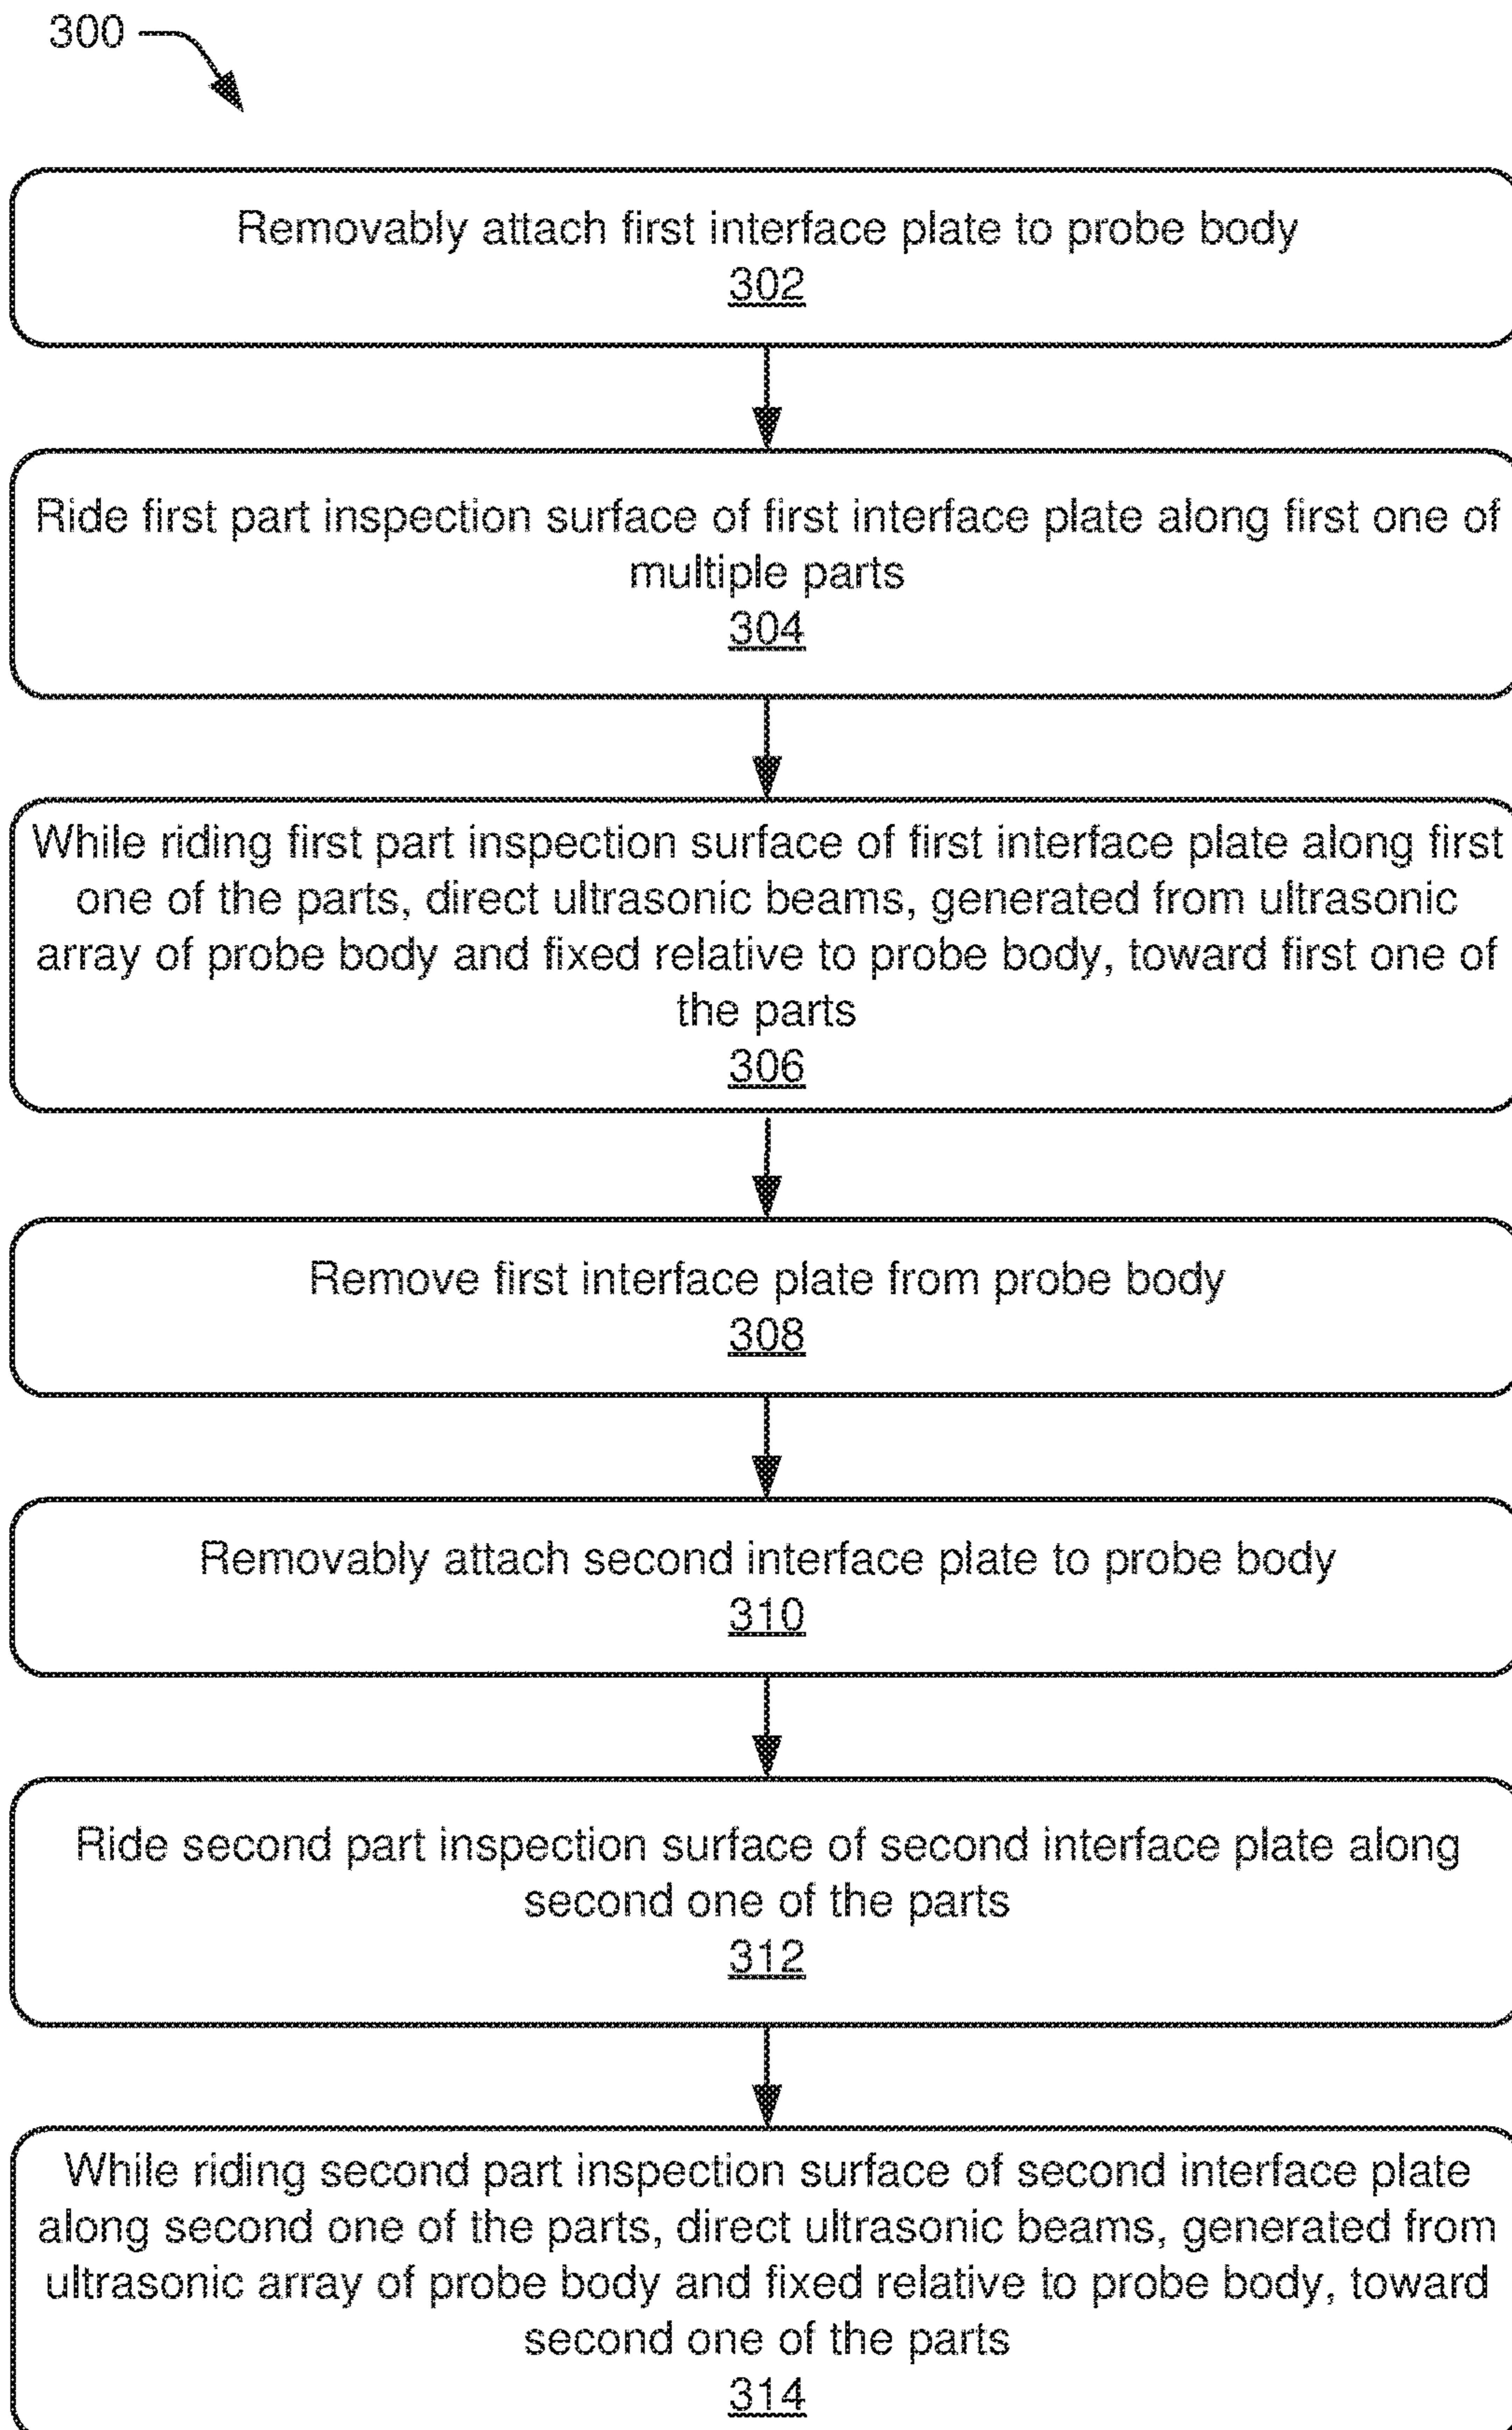 300
Removably attach first interface plate to probe body
302
Ride first part inspection surface of first interface plate along first one of
multiple parts
304
While riding first part inspection surface of first interface plate along first
one of the parts, direct ultrasonic beams, generated from ultrasonic
array of probe body and fixed relative to probe body, toward first one of
the parts
306
Remove first interface plate from probe body
308
Removably attach second interface plate to probe body
310
Ride second part inspection surface of second interface plate along
second one of the parts
312
While riding second part inspection surface of second interface plate
along second one of the parts, direct ultrasonic beams, generated from
ultrasonic array of probe body and fixed relative to probe body, toward
second one of the parts
314